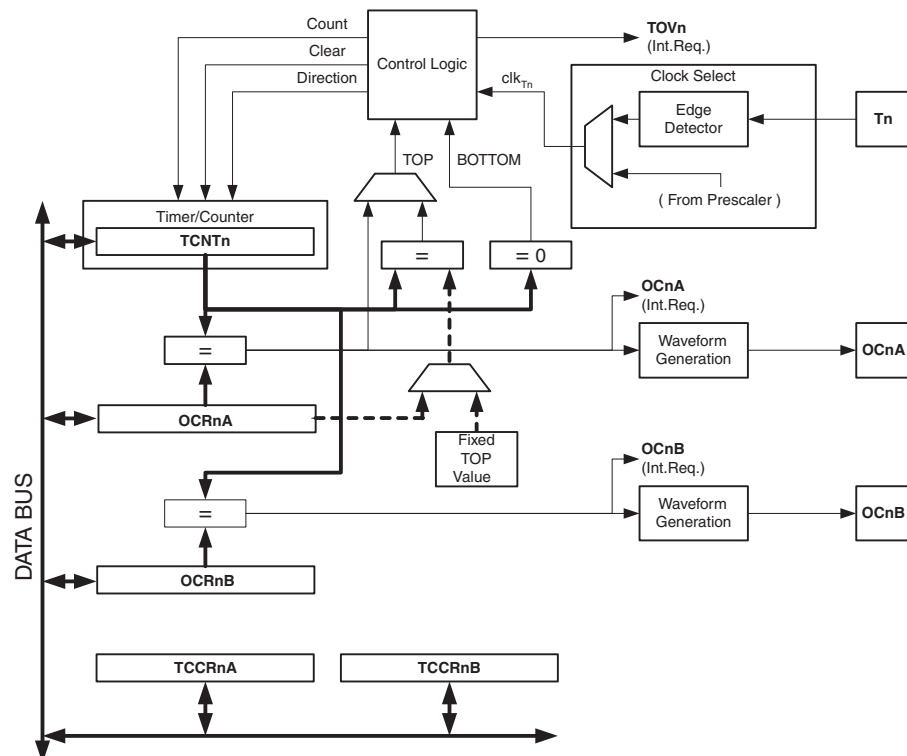 Count
Clear
Direction
Control Logic
TOVn
(Int.Req.)
Clock Select
clkTn
Edge
Detector
Tn
( From Prescaler )
TOP
BOTTOM
Timer/Counter
TCNTn
=
= 0
OCnA
(Int.Req.)
=
Waveform
Generation
OCnA
OCRnA
Fixed
TOP
Value
OCnB
(Int.Req.)
=
Waveform
Generation
OCnB
OCRnB
DATA BUS
TCCRnA
TCCRnB